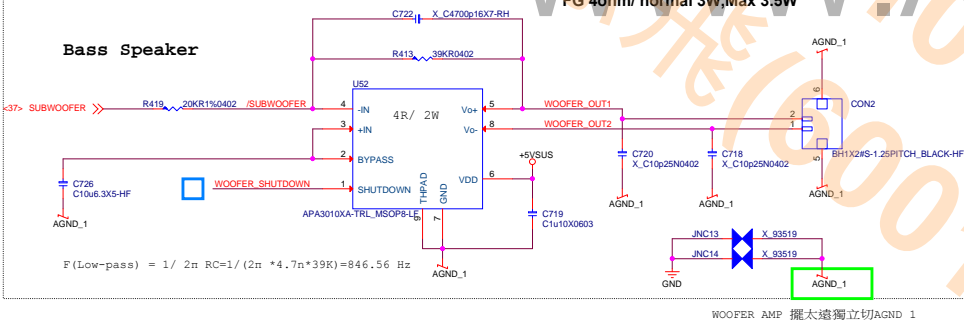 FG 4ohm/ normal 3W,Max 3.5W
C722 X_C4700p16X7-RH
Bass Speaker
R413 39KR0402
AGND_1
U52
6
CON2
<37> SUBWOOFER R419 20KR1%0402 /SUBWOOFER 4 -IN 4R/ 2W Vo+ 5 WOOFER_OUT1 2
3 +IN Vo- 8 WOOFER_OUT2 1
2 BYPASS +5VSUS C720 X_C10p25N0402 C718 X_C10p25N0402 5 BH1X2#S-1.25PITCH_BLACK-HF
C726 C10u6.3X5-HF WOOFER_SHUTDOWN 1 SHUTDOWN THPAD GND VDD 6
AGND_1 AGND_1 AGND_1
AGND_1 APA3010XA-TRL_MSOP8-LF 9 7 C719 C1u10X0603
JNC13 X_93519
JNC14 X_93519
F(Low-pass) = 1/ 2π RC=1/(2π *4.7n*39K)=846.56 Hz AGND_1 GND AGND_1
WOOFER AMP 擺太遠獨立切AGND 1